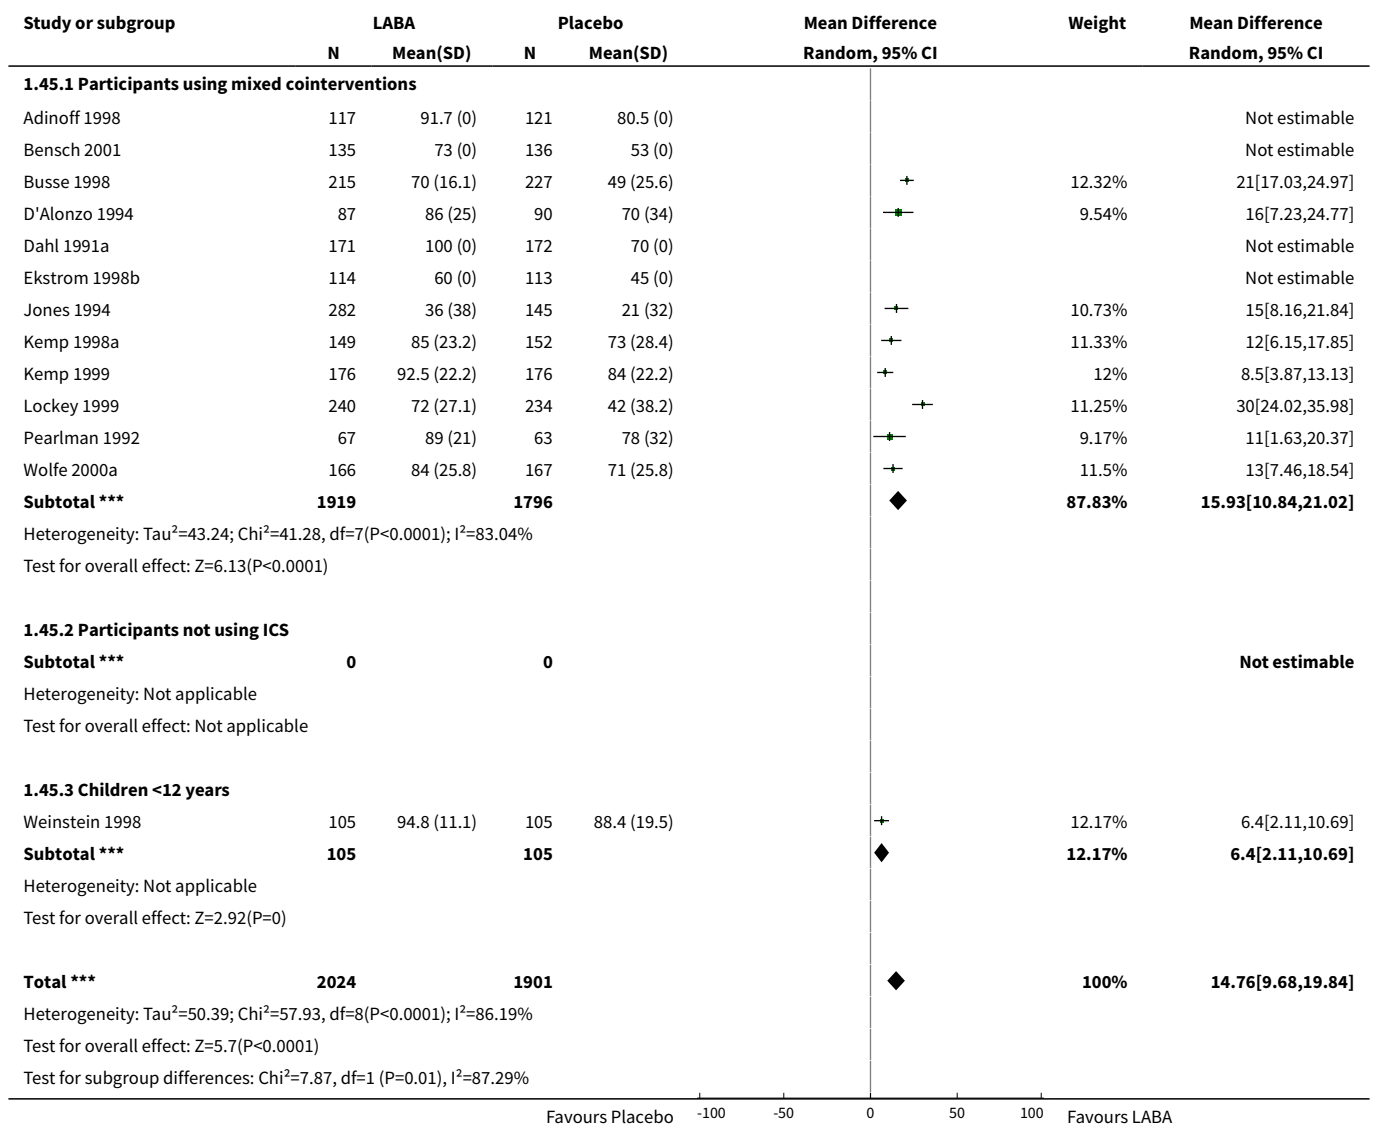 Study or subgroup LABA Placebo Mean Difference Weight Mean Difference
N Mean(SD) N Mean(SD) Random, 95% CI Random, 95% CI
1.45.1 Participants using mixed cointerventions
Adinoff 1998 117 91.7 (0) 121 80.5 (0) Not estimable
Bensch 2001 135 73 (0) 136 53 (0) Not estimable
Busse 1998 215 70 (16.1) 227 49 (25.6) 12.32% 21[17.03,24.97]
D'Alonzo 1994 87 86 (25) 90 70 (34) 9.54% 16[7.23,24.77]
Dahl 1991a 171 100 (0) 172 70 (0) Not estimable
Ekstrom 1998b 114 60 (0) 113 45 (0) Not estimable
Jones 1994 282 36 (38) 145 21 (32) 10.73% 15[8.16,21.84]
Kemp 1998a 149 85 (23.2) 152 73 (28.4) 11.33% 12[6.15,17.85]
Kemp 1999 176 92.5 (22.2) 176 84 (22.2) 12% 8.5[3.87,13.13]
Lockey 1999 240 72 (27.1) 234 42 (38.2) 11.25% 30[24.02,35.98]
Pearlman 1992 67 89 (21) 63 78 (32) 9.17% 11[1.63,20.37]
Wolfe 2000a 166 84 (25.8) 167 71 (25.8) 11.5% 13[7.46,18.54]
Subtotal *** 1919 1796 87.83% 15.93[10.84,21.02]
Heterogeneity: Tau²=43.24; Chi²=41.28, df=7(P<0.0001); I²=83.04%
Test for overall effect: Z=6.13(P<0.0001)
1.45.2 Participants not using ICS
Subtotal *** 0 0 Not estimable
Heterogeneity: Not applicable
Test for overall effect: Not applicable
1.45.3 Children <12 years
Weinstein 1998 105 94.8 (11.1) 105 88.4 (19.5) 12.17% 6.4[2.11,10.69]
Subtotal *** 105 105 12.17% 6.4[2.11,10.69]
Heterogeneity: Not applicable
Test for overall effect: Z=2.92(P=0)
Total *** 2024 1901 100% 14.76[9.68,19.84]
Heterogeneity: Tau²=50.39; Chi²=57.93, df=8(P<0.0001); I²=86.19%
Test for overall effect: Z=5.7(P<0.0001)
Test for subgroup differences: Chi²=7.87, df=1 (P=0.01), I²=87.29%
Favours Placebo -100 -50 0 50 100 Favours LABA